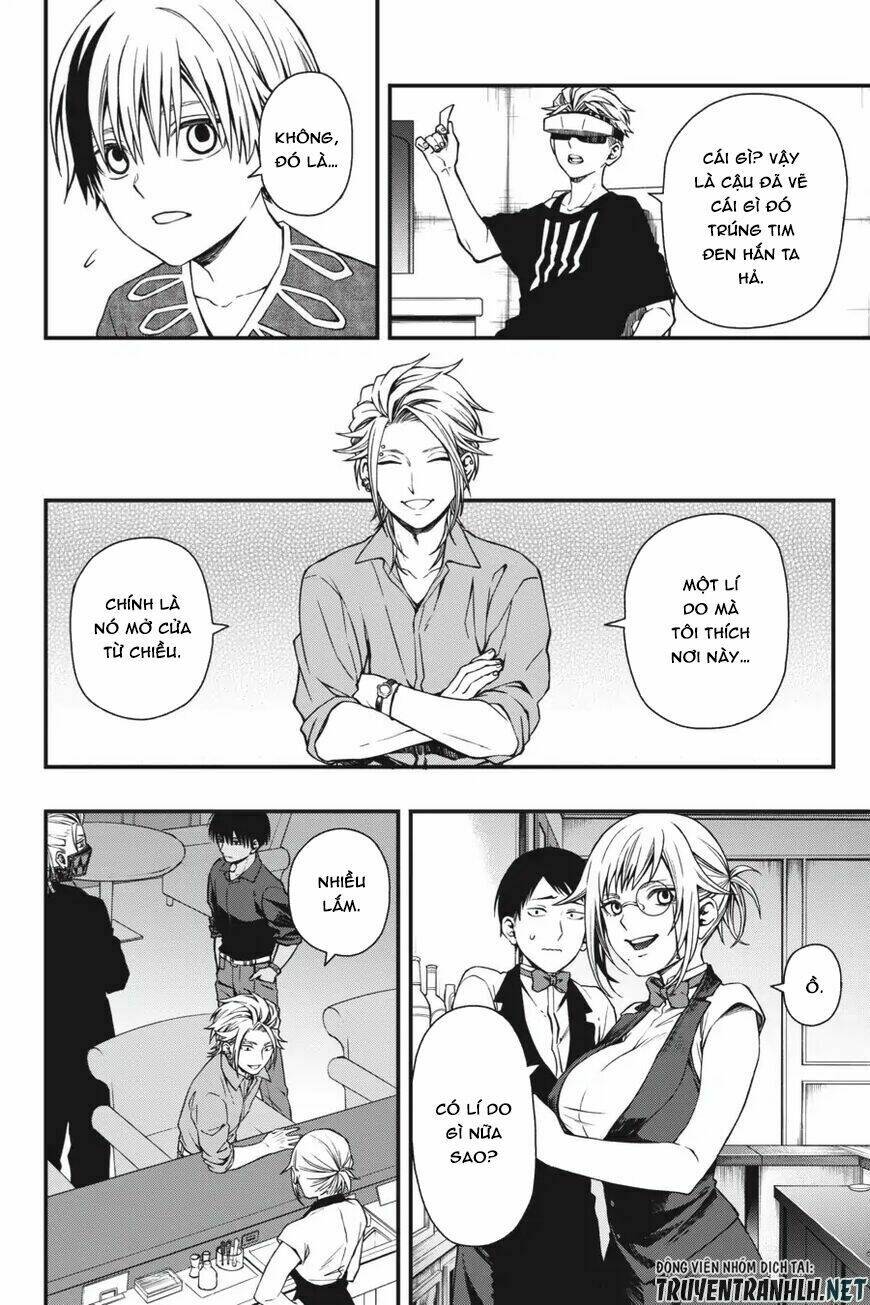 CÁI GÌ? VẬY
LÀ CẬU ĐÃ VẼ
CÁI GÌ ĐÓ
TRÚNG TIM
ĐEN HẮN TA
HẢ.
KHÔNG,
ĐÓ LÀ...
MỘT LÍ
DO MÀ
TÔI THÍCH
NƠI NÀY...
CHÍNH LÀ
NÓ MỞ CỬA
TỪ CHIỀU.
Ồ.
CÓ LÍ DO
GÌ NỮA
SAO?
NHIỀU
LẮM.
ĐỘNG VIÊN NHÓM DỊCH TẠI:
TRUYENTRANHLH.NET